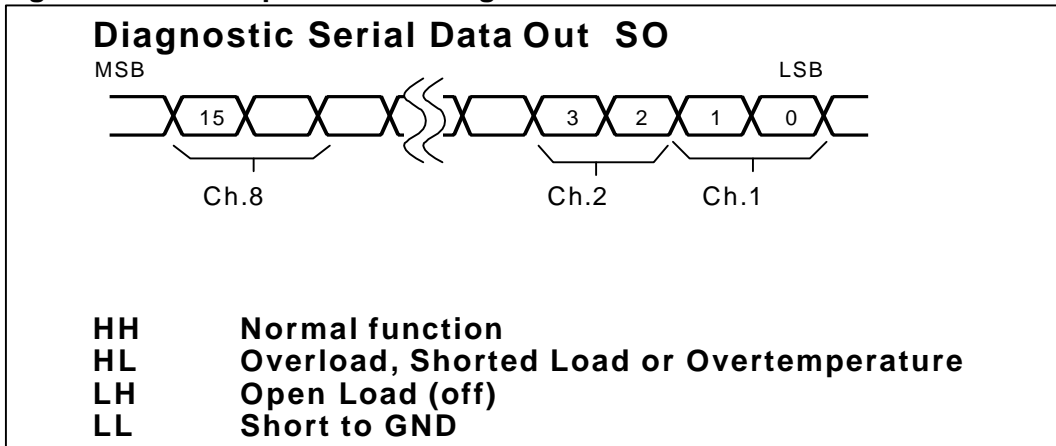 Diagnostic Serial Data Out SO
MSB LSB
15 3 2 1 0
Ch.8 Ch.2 Ch.1
HH Normal function
HL Overload, Shorted Load or Overtemperature
LH Open Load (off)
LL Short to GND